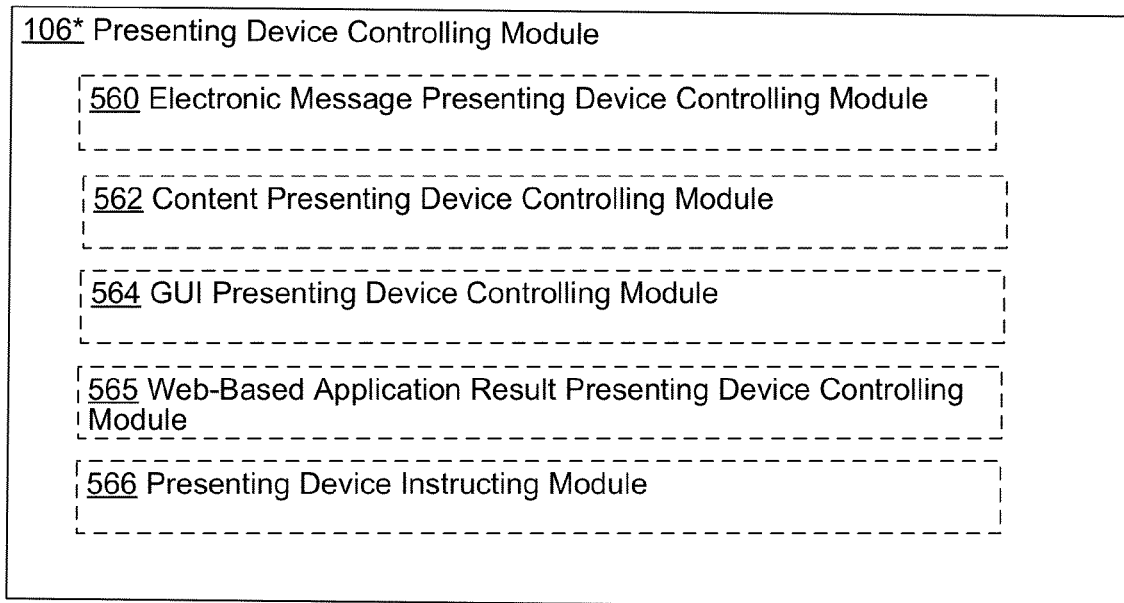 106* Presenting Device Controlling Module
560 Electronic Message Presenting Device Controlling Module
562 Content Presenting Device Controlling Module
564 GUI Presenting Device Controlling Module
565 Web-Based Application Result Presenting Device Controlling
Module
566 Presenting Device Instructing Module